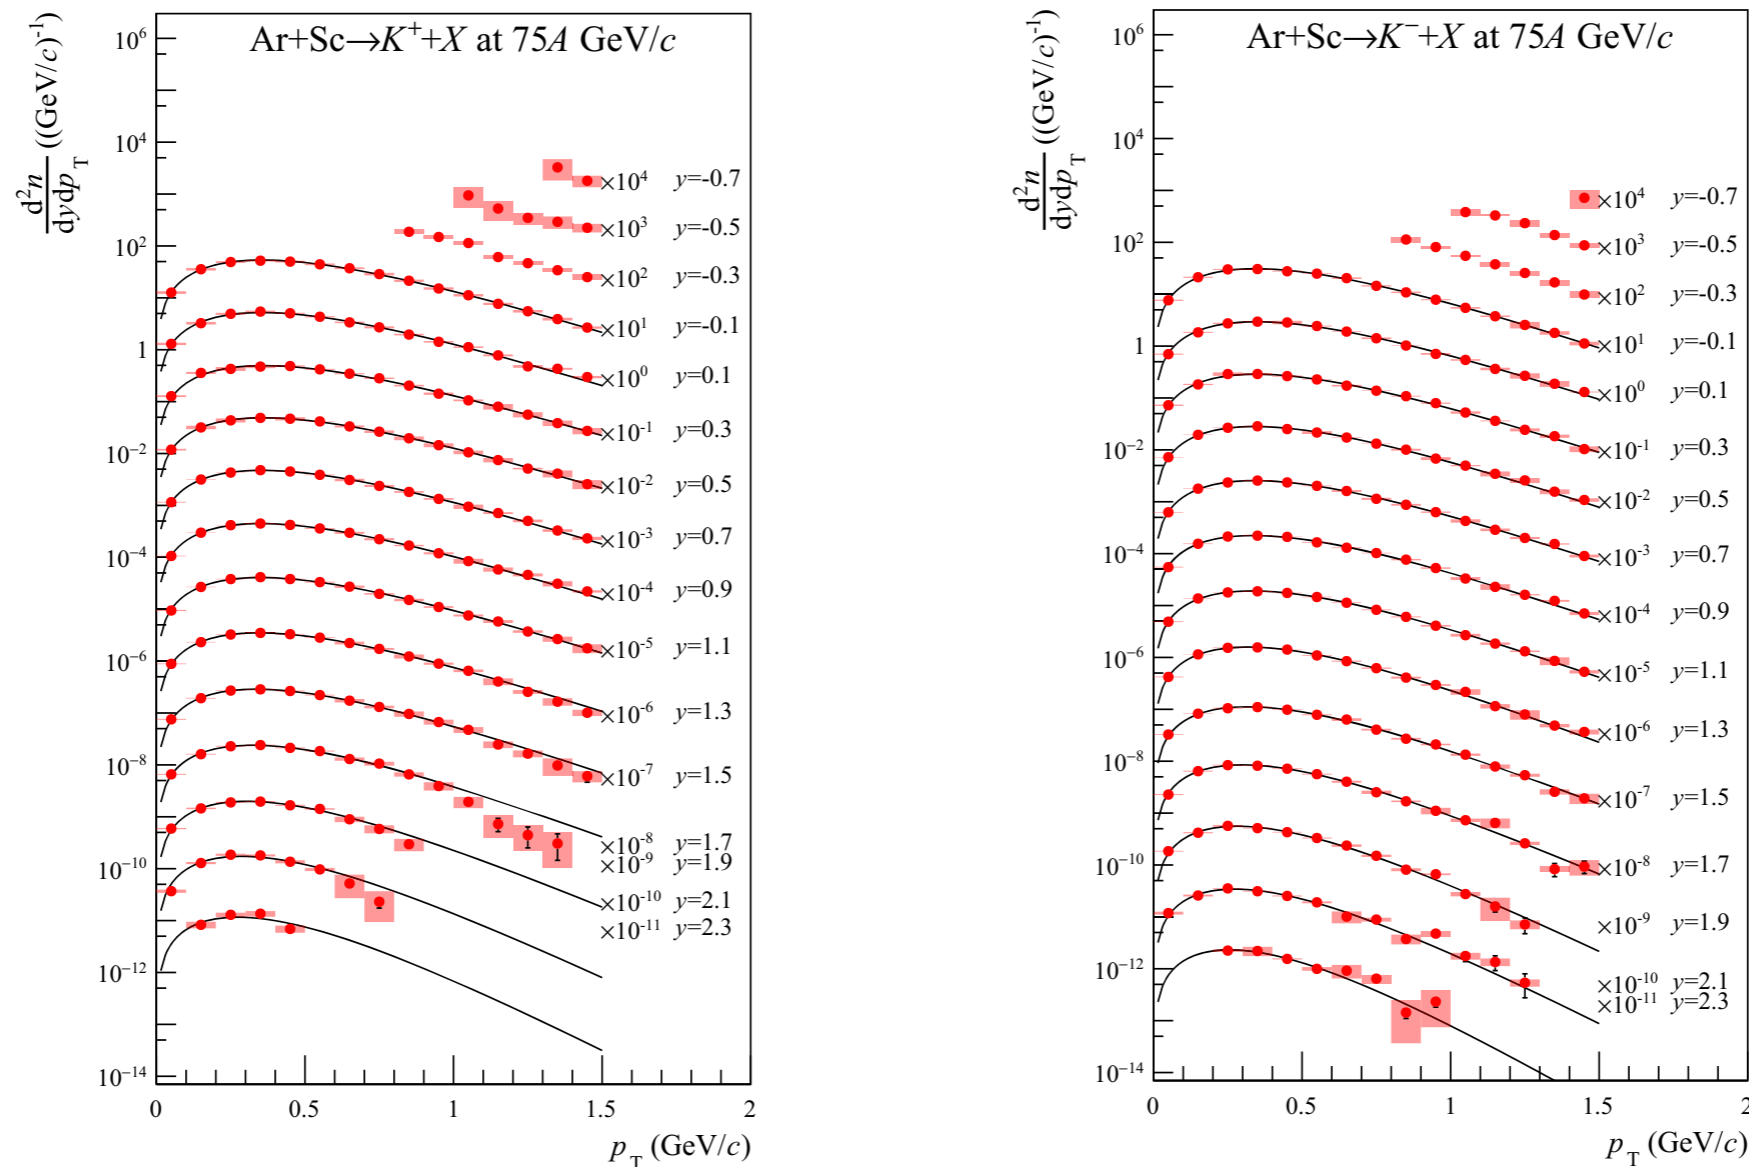 Ar+Sc→K⁺+X at 75A GeV/c
d²n/dydp_T ((GeV/c)⁻¹)
10⁶
10⁴
10²
1
10⁻²
10⁻⁴
10⁻⁶
10⁻⁸
10⁻¹⁰
10⁻¹²
10⁻¹⁴
×10⁴ y=-0.7
×10³ y=-0.5
×10² y=-0.3
×10¹ y=-0.1
×10⁰ y=0.1
×10⁻¹ y=0.3
×10⁻² y=0.5
×10⁻³ y=0.7
×10⁻⁴ y=0.9
×10⁻⁵ y=1.1
×10⁻⁶ y=1.3
×10⁻⁷ y=1.5
×10⁻⁸ y=1.7
×10⁻⁹ y=1.9
×10⁻¹⁰ y=2.1
×10⁻¹¹ y=2.3
0 0.5 1 1.5 2
p_T (GeV/c)
Ar+Sc→K⁻+X at 75A GeV/c
d²n/dydp_T ((GeV/c)⁻¹)
10⁶
10⁴
10²
1
10⁻²
10⁻⁴
10⁻⁶
10⁻⁸
10⁻¹⁰
10⁻¹²
10⁻¹⁴
×10⁴ y=-0.7
×10³ y=-0.5
×10² y=-0.3
×10¹ y=-0.1
×10⁰ y=0.1
×10⁻¹ y=0.3
×10⁻² y=0.5
×10⁻³ y=0.7
×10⁻⁴ y=0.9
×10⁻⁵ y=1.1
×10⁻⁶ y=1.3
×10⁻⁷ y=1.5
×10⁻⁸ y=1.7
×10⁻⁹ y=1.9
×10⁻¹⁰ y=2.1
×10⁻¹¹ y=2.3
0 0.5 1 1.5 2
p_T (GeV/c)